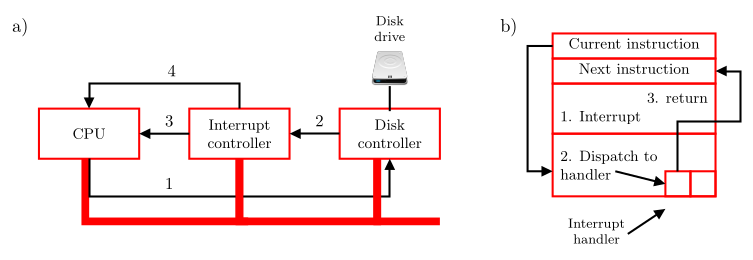 a)
Disk
drive
4
CPU
3
Interrupt
controller
2
Disk
controller
1
b)
Current instruction
Next instruction
3. return
1. Interrupt
2. Dispatch to
handler
Interrupt
handler